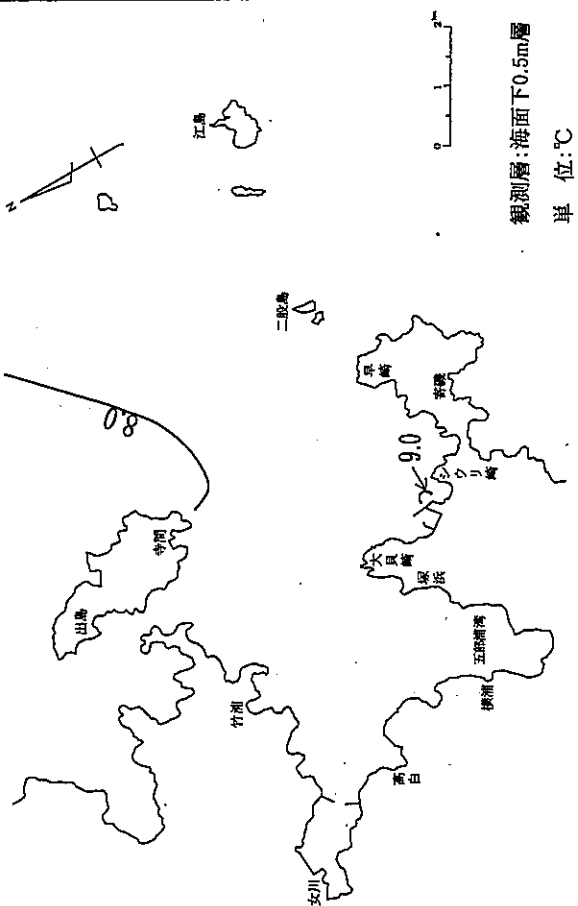 N
江島
0 1 2 km
観測層:海面下0.5m層
単 位:℃
二股島
8.0
早崎
寄磯
9.0
シウリ崎
寺間
出島
大貝崎
塚浜
竹浦
五部浦湾
横浦
高白
女川